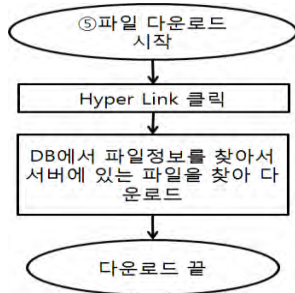 ⑤파일 다운로드
시작
Hyper Link 클릭
DB에서 파일정보를 찾아서
서버에 있는 파일을 찾아 다
운로드
다운로드 끝